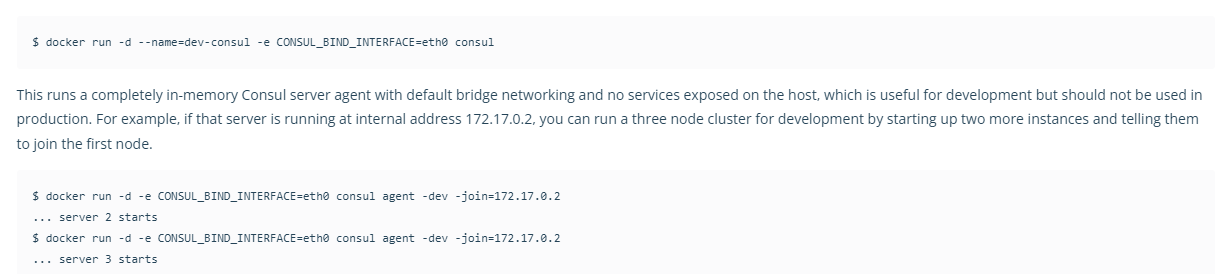 $ docker run -d --name=dev-consul -e CONSUL_BIND_INTERFACE=eth0 consul
This runs a completely in-memory Consul server agent with default bridge networking and no services exposed on the host, which is useful for development but should not be used in
production. For example, if that server is running at internal address 172.17.0.2, you can run a three node cluster for development by starting up two more instances and telling them
to join the first node.
$ docker run -d -e CONSUL_BIND_INTERFACE=eth0 consul agent -dev -join=172.17.0.2
... server 2 starts
$ docker run -d -e CONSUL_BIND_INTERFACE=eth0 consul agent -dev -join=172.17.0.2
... server 3 starts